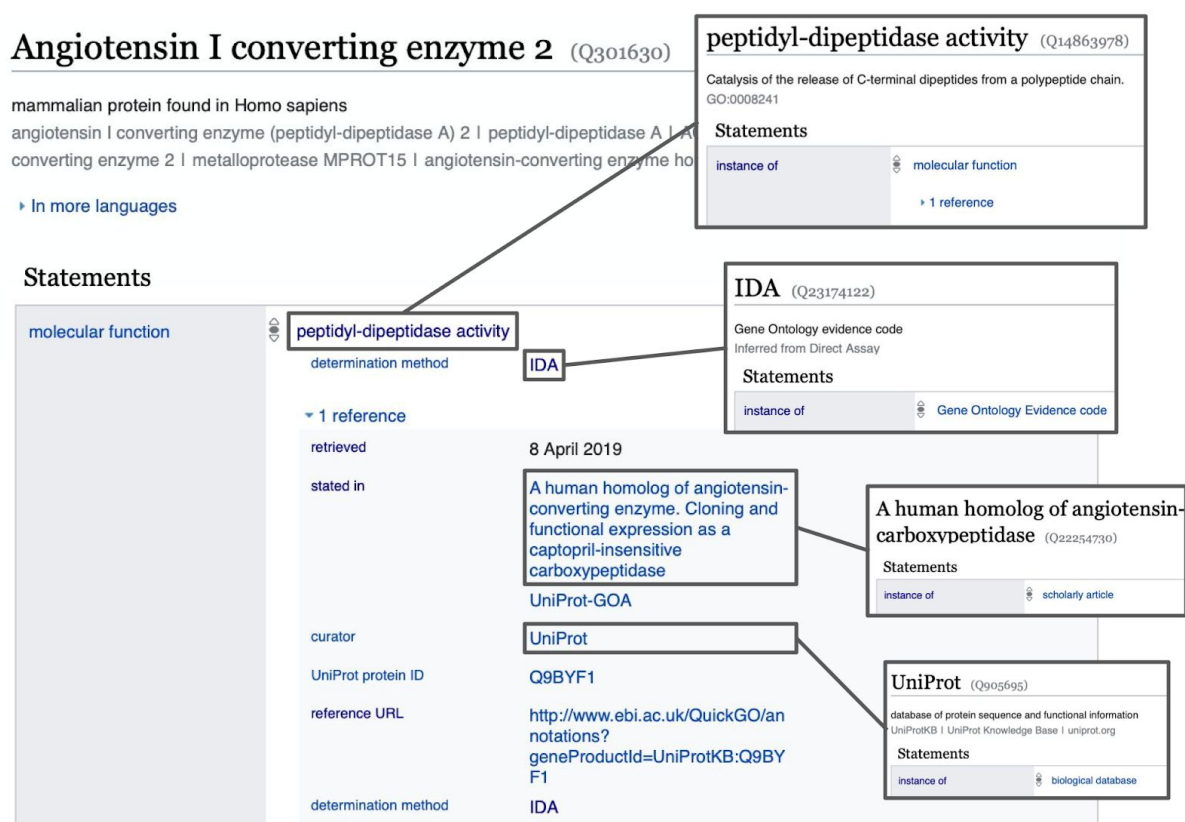 Angiotensin I converting enzyme 2 (Q301630)
mammalian protein found in Homo sapiens
angiotensin I converting enzyme (peptidyl-dipeptidase A) 2 | peptidyl-dipeptidase A |
converting enzyme 2 | metalloprotease MPROT15 | angiotensin-converting enzyme
In more languages
Statements
molecular function
peptidyl-dipeptidase activity
determination method
IDA
1 reference
retrieved
8 April 2019
stated in
A human homolog of angiotensin-
converting enzyme. Cloning and
functional expression as a
captopril-insensitive
carboxypeptidase
UniProt-GOA
curator
UniProt
UniProt protein ID
Q9BYF1
reference URL
http://www.ebi.ac.uk/QuickGO/an
notations?
geneProductId=UniProtKB:Q9BY
F1
determination method
IDA
peptidyl-dipeptidase activity (Q14863978)
Catalysis of the release of C-terminal dipeptides from a polypeptide chain.
GO:0008241
Statements
instance of
molecular function
1 reference
IDA (Q23174122)
Gene Ontology evidence code
Inferred from Direct Assay
Statements
instance of
Gene Ontology Evidence code
A human homolog of angiotensin-
carboxypeptidase (Q22254730)
Statements
instance of
scholarly article
UniProt (Q905695)
database of protein sequence and functional information
UniProtKB | UniProt Knowledge Base | uniprot.org
Statements
instance of
biological database